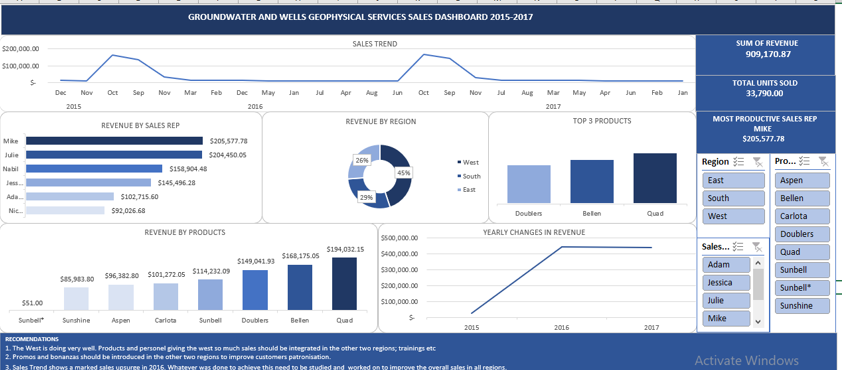 GROUNDWATER AND WELLS GEOPHYSICAL SERVICES SALES DASHBOARD 2015-2017
SALES TREND
$200,000.00
$100,000.00
$-
Dec Nov Oct Sep Nov Mar Sep Feb Dec May Jan Jul Apr Aug Jun Oct Sep Nov Jul Aug Mar May Apr Jun Feb Jan
2015 2016 2017
SUM OF REVENUE
909,170.87
TOTAL UNITS SOLD
33,790.00
MOST PRODUCTIVE SALES REP
MIKE
$205,577.78
REVENUE BY SALES REP
Mike $205,577.78
Julie $204,450.05
Nabil $158,904.48
Jess... $145,496.28
Ada... $102,715.60
Nic... $92,026.68
REVENUE BY REGION
26%
45%
29%
West
South
East
TOP 3 PRODUCTS
Doublers Bellen Quad
Region
East
South
West
Pro...
Aspen
Bellen
Carlota
Doublers
Quad
Sunbell
Sunbell*
Sunshine
Sales...
Adam
Jessica
Julie
Mike
REVENUE BY PRODUCTS
$51.00 $85,983.80 $96,382.80 $101,272.05 $114,232.09 $149,041.93 $168,175.05 $194,032.15
Sunbell* Sunshine Aspen Carlota Sunbell Doublers Bellen Quad
YEARLY CHANGES IN REVENUE
$500,000.00
$400,000.00
$300,000.00
$200,000.00
$100,000.00
$-
2015 2016 2017
RECOMENDATIONS
1. The West is doing very well. Products and personel giving the west so much sales should be integrated in the other two regions; trainings etc
2. Promos and bonanzas should be introduced in the other two regions to improve customers patronisation.
3. Sales Trend shows a marked sales upsurge in 2016. Whatever was done to achieve this need to be studied and worked on to improve the overall sales in all regions.
Activate Windows